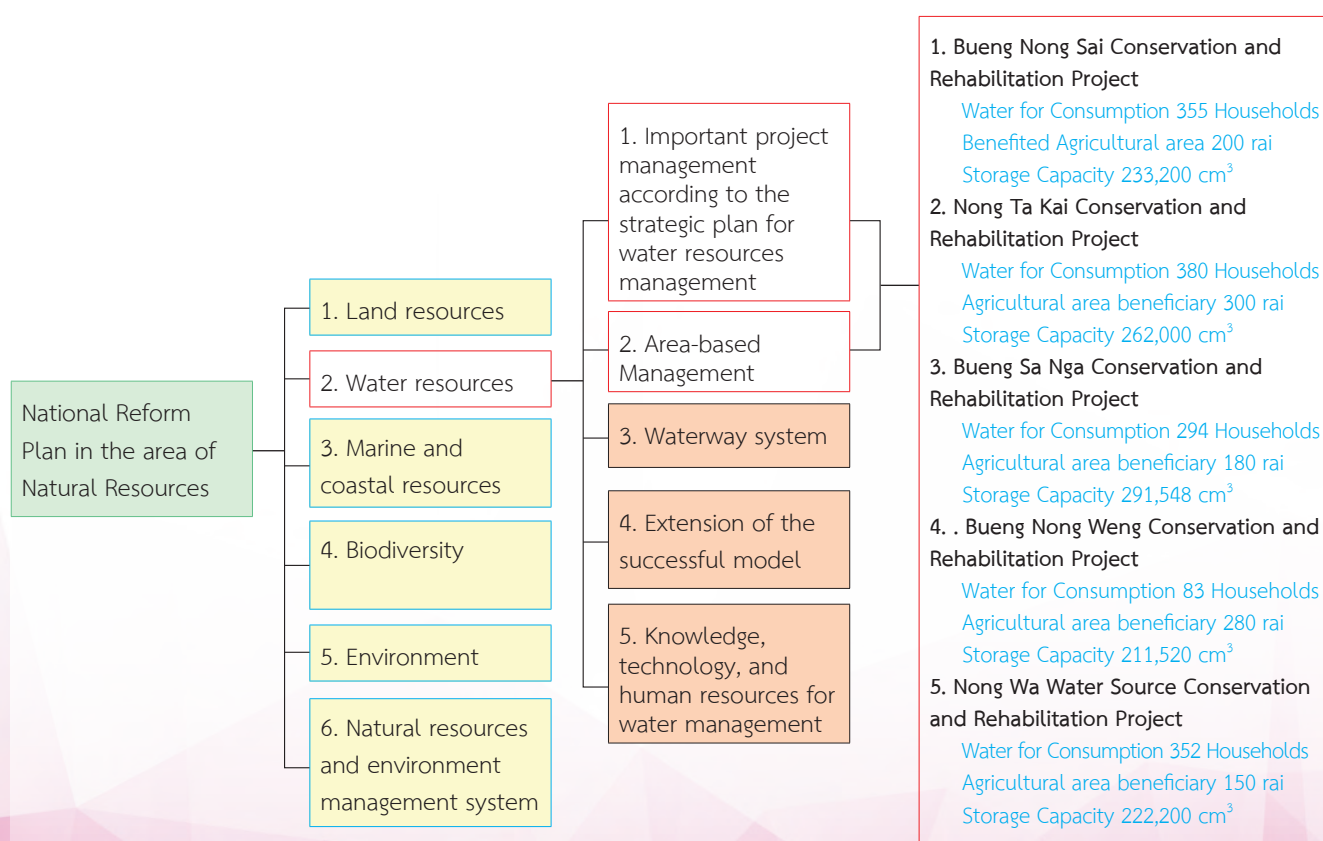 National Reform
Plan in the area of
Natural Resources
1. Land resources
2. Water resources
3. Marine and
coastal resources
4. Biodiversity
5. Environment
6. Natural resources
and environment
management system
1. Important project
management
according to the
strategic plan for
water resources
management
2. Area-based
Management
3. Waterway system
4. Extension of the
successful model
5. Knowledge,
technology, and
human resources for
water management
1. Bueng Nong Sai Conservation and
Rehabilitation Project
Water for Consumption 355 Households
Benefited Agricultural area 200 rai
Storage Capacity 233,200 cm³
2. Nong Ta Kai Conservation and
Rehabilitation Project
Water for Consumption 380 Households
Agricultural area beneficiary 300 rai
Storage Capacity 262,000 cm³
3. Bueng Sa Nga Conservation and
Rehabilitation Project
Water for Consumption 294 Households
Agricultural area beneficiary 180 rai
Storage Capacity 291,548 cm³
4. . Bueng Nong Weng Conservation and
Rehabilitation Project
Water for Consumption 83 Households
Agricultural area beneficiary 280 rai
Storage Capacity 211,520 cm³
5. Nong Wa Water Source Conservation
and Rehabilitation Project
Water for Consumption 352 Households
Agricultural area beneficiary 150 rai
Storage Capacity 222,200 cm³